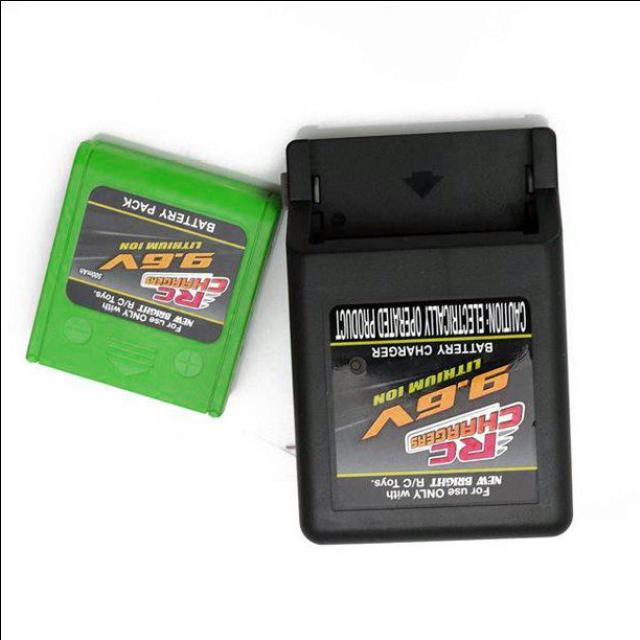 For use ONLY with
NEW BRIGHT R/C Toys.
RC
CHARGERS
500mAh
9.6V
LITHIUM ION
BATTERY PACK
For use ONLY with
NEW BRIGHT R/C Toys.
RC
CHARGERS
9.6V
LITHIUM ION
BATTERY CHARGER
CAUTION: ELECTRICALLY OPERATED PRODUCT